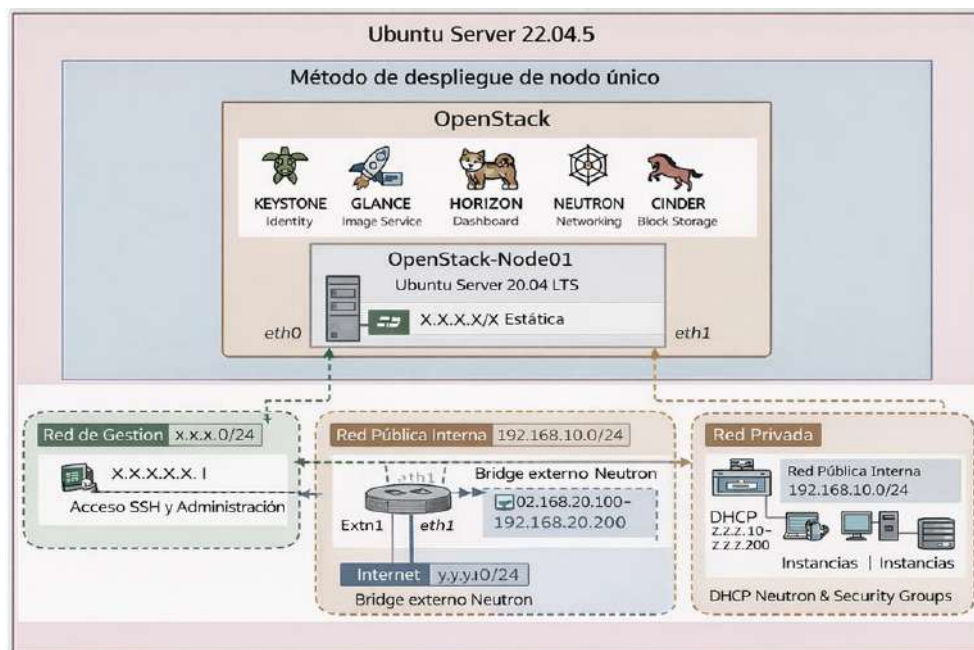 Ubuntu Server 22.04.5
Método de despliegue de nodo único
OpenStack
KEYSTONE
Identity
GLANCE
Image Service
HORIZON
Dashboard
NEUTRON
Networking
CINDER
Block Storage
OpenStack-Node01
Ubuntu Server 20.04 LTS
X.X.X.X/X Estática
eth0
eth1
Red de Gestion x.x.x.0/24
X.X.X.X.X. I
Acceso SSH y Administración
Red Pública Interna 192.168.10.0/24
eth1
Bridge externo Neutron
02.168.20.100-
192.168.20.200
Extn1
eth1
Internet y.y.y.0/24
Bridge externo Neutron
Red Privada
Red Pública Interna
192.168.10.0/24
DHCP
z.z.z.10-
z.z.z.200
Instancias | Instancias
DHCP Neutron & Security Groups